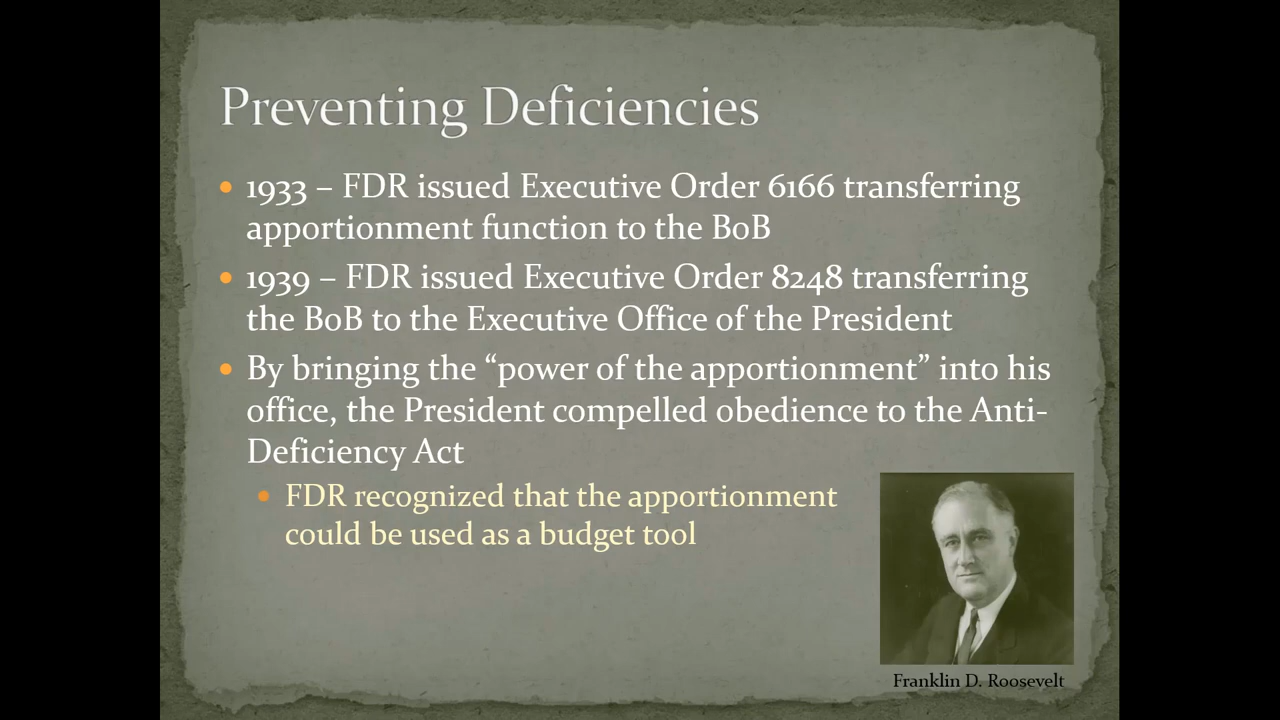 Preventing Deficiencies
• 1933 – FDR issued Executive Order 6166 transferring
apportionment function to the BoB
• 1939 – FDR issued Executive Order 8248 transferring
the BoB to the Executive Office of the President
• By bringing the “power of the apportionment” into his
office, the President compelled obedience to the Anti-
Deficiency Act
• FDR recognized that the apportionment
could be used as a budget tool
Franklin D. Roosevelt